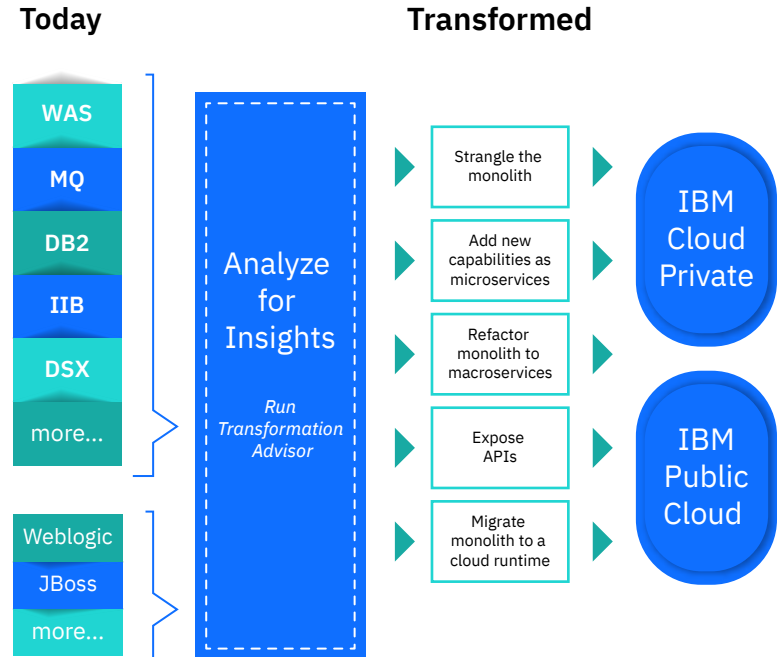 Today
Transformed
WAS
MQ
DB2
IIB
DSX
more...
Weblogic
JBoss
more...
Analyze
for
Insights
Run
Transformation
Advisor
Strangle the
monolith
Add new
capabilities as
microservices
Refactor
monolith to
macroservices
Expose
APIs
Migrate
monolith to a
cloud runtime
IBM
Cloud
Private
IBM
Public
Cloud